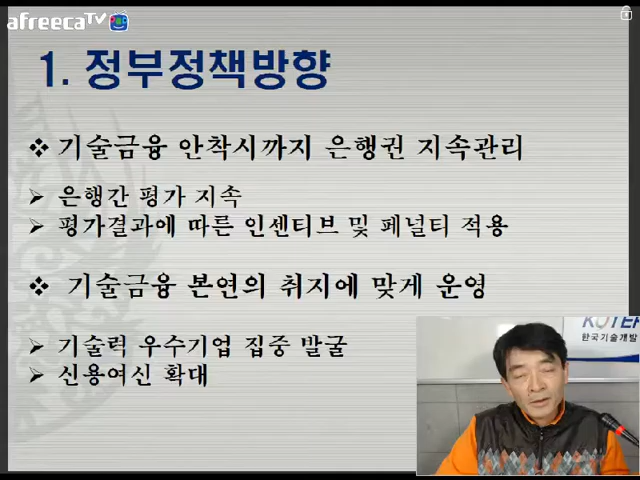 afreecaTV
1. 정부정책방향
❖ 기술금융 안착시까지 은행권 지속관리
➢ 은행간 평가 지속
➢ 평가결과에 따른 인센티브 및 페널티 적용
❖ 기술금융 본연의 취지에 맞게 운영
➢ 기술력 우수기업 집중 발굴
➢ 신용여신 확대
한국기술개발